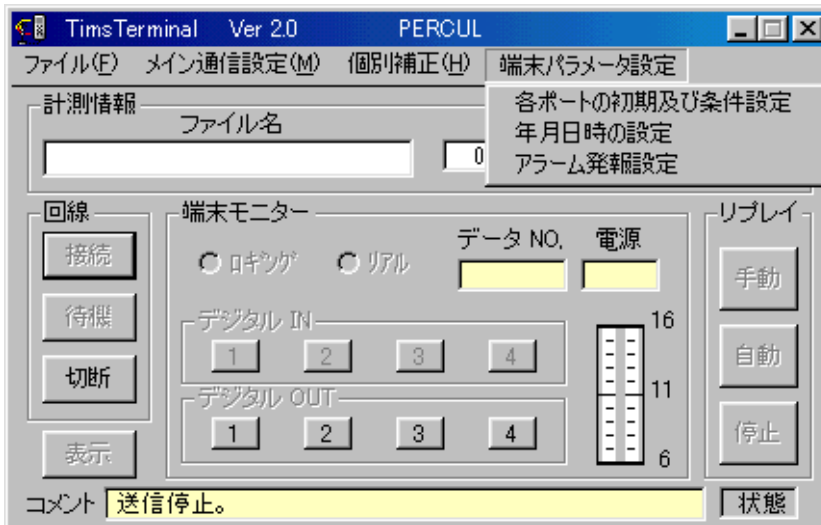 TimsTerminal Ver 2.0 PERCUL
ファイル(F) メイン通信設定(M) 個別補正(H) 端末パラメータ設定
各ポートの初期及び条件設定
年月日時の設定
アラーム発報設定
計測情報
ファイル名
0
回線
接続
待機
切断
表示
端末モニター
ロギング リアル
データ NO. 電源
デジタル IN
1 2 3 4
デジタル OUT
1 2 3 4
16
11
6
リプレイ
手動
自動
停止
コメント 送信停止。 状態